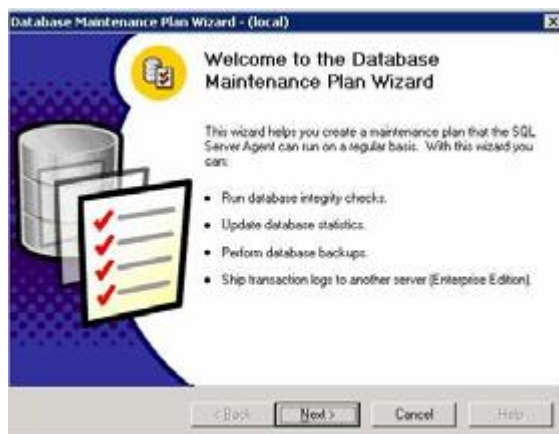 Database Maintenance Plan Wizard - (local)
Welcome to the Database
Maintenance Plan Wizard
This wizard helps you create a maintenance plan that the SQL
Server Agent can run on a regular basis. With this wizard you
can:
• Run database integrity checks.
• Update database statistics.
• Perform database backups.
• Ship transaction logs to another server (Enterprise Edition).
< Back
Next >
Cancel
Help